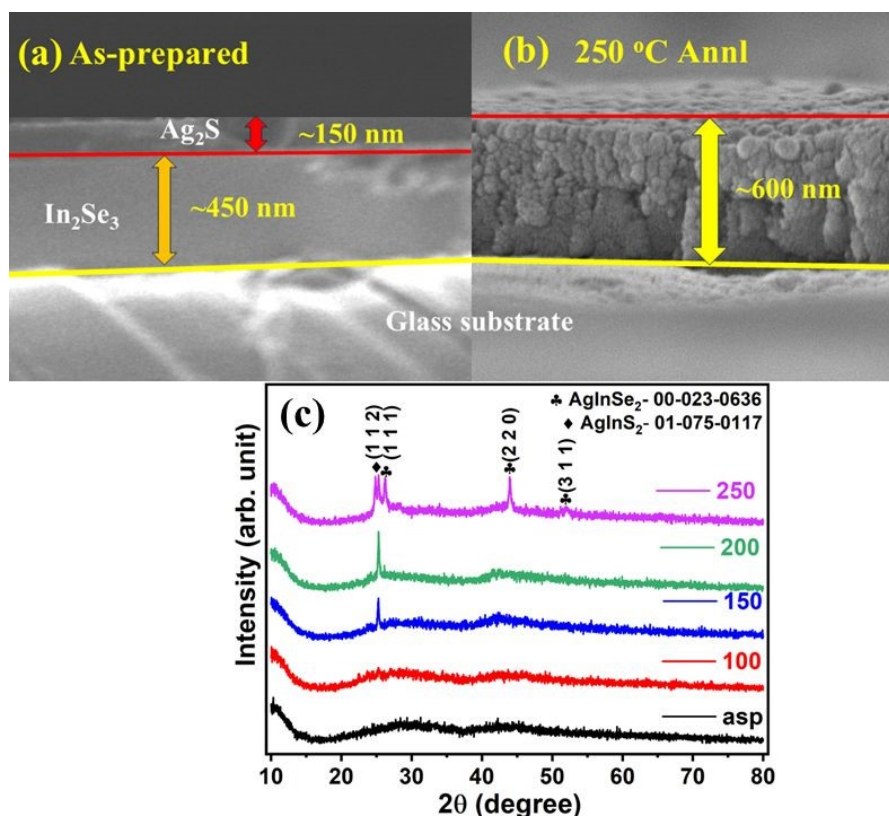 (a) As-prepared
Ag₂S
~150 nm
In₂Se₃
~450 nm
(b) 250 °C Annl
~600 nm
Glass substrate
(c)
♣ AgInSe₂- 00-023-0636
♦ AgInS₂- 01-075-0117
♦(1 1 2)
♣(1 1 1)
♣(2 2 0)
♣(3 1 1)
250
200
150
100
asp
Intensity (arb. unit)
10 20 30 40 50 60 70 80
2θ (degree)